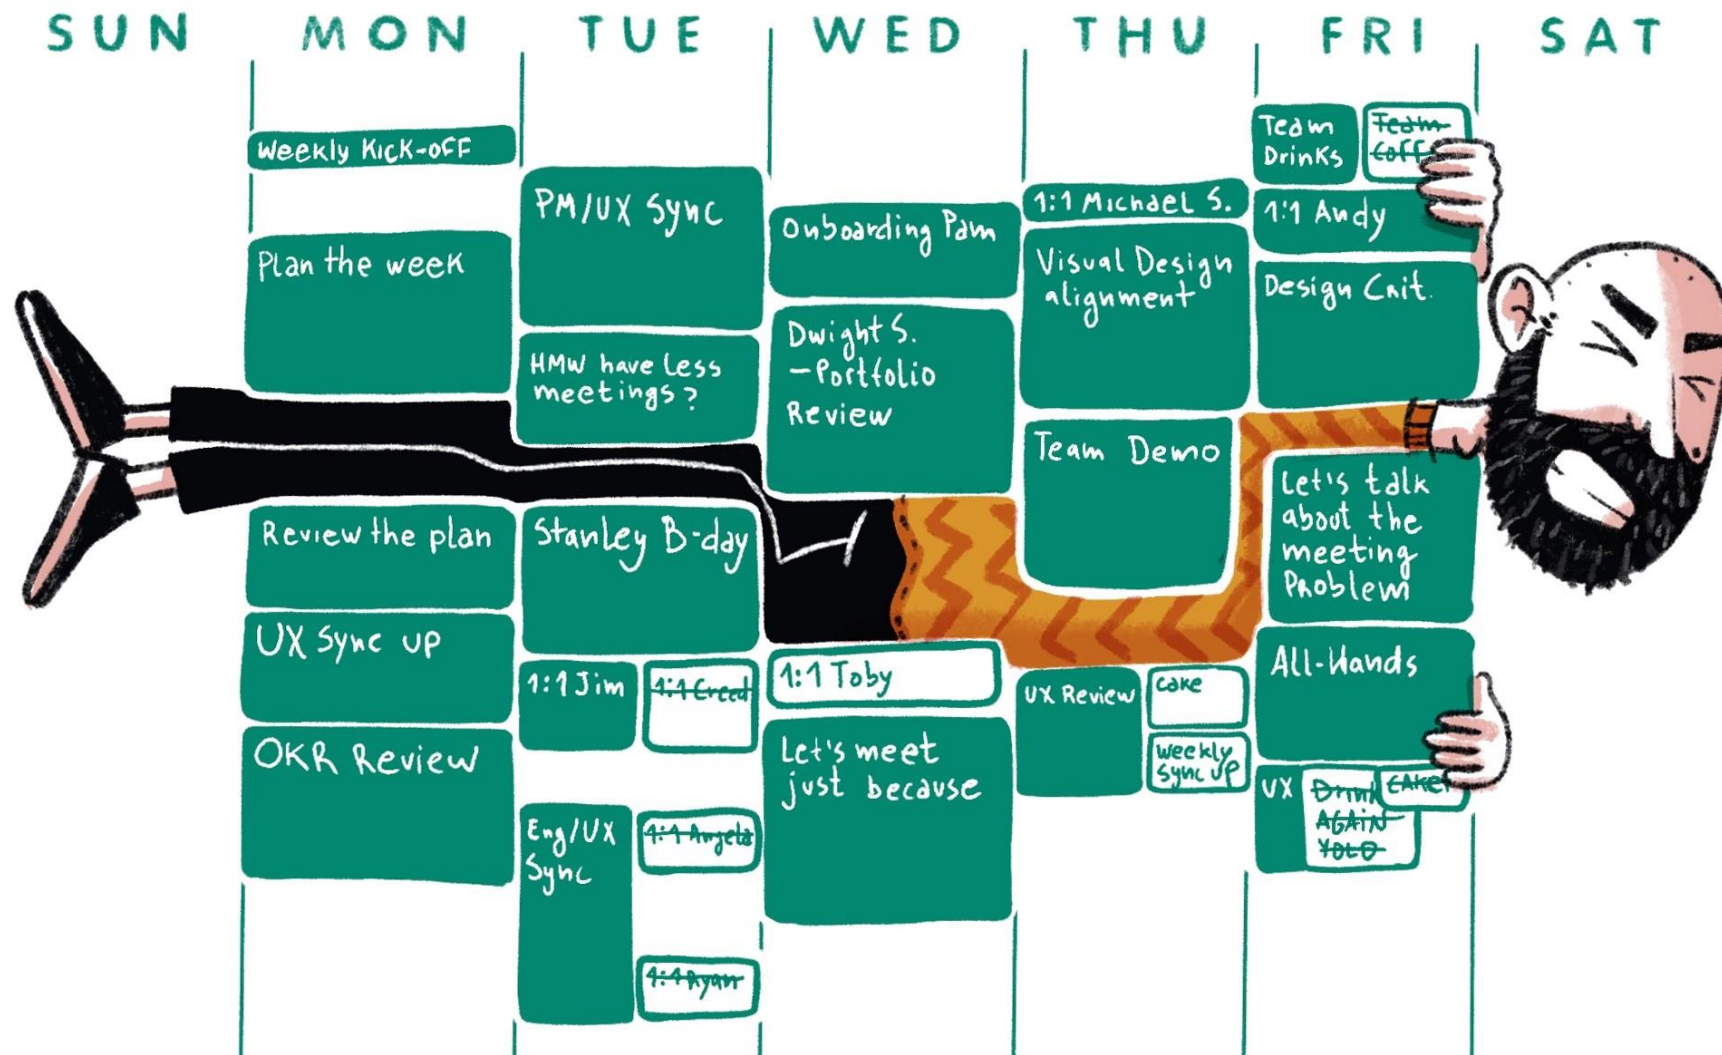 SUN
MON
TUE
WED
THU
FRI
SAT
Weekly Kick-off
Plan the week
Review the plan
UX Sync up
OKR Review
PM/UX Sync
HMW have less
meetings?
Stanley B-day
1:1 Jim
1:1 Creed
Eng/UX
Sync
1:1 Angela
1:1 Ryan
Onboarding Pam
Dwight S.
– Portfolio
Review
1:1 Toby
Let's meet
just because
1:1 Michael S.
Visual Design
alignment
Team Demo
UX Review
cake
weekly
sync up
Team
Drinks
Team
1:1 Andy
Design Crit.
Let's talk
about the
meeting
Problem
All-Hands
UX
AGAIN
YOLO
CAKE